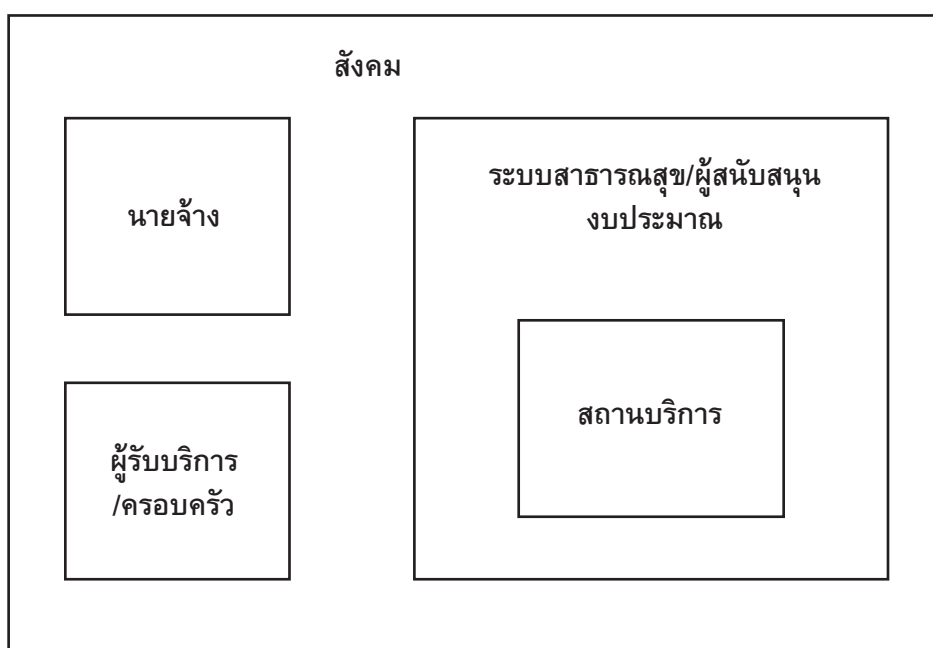 สังคม
นายจ้าง
ระบบสาธารณสุข/ผู้สนับสนุน
งบประมาณ
ผู้รับบริการ
/ครอบครัว
สถานบริการ